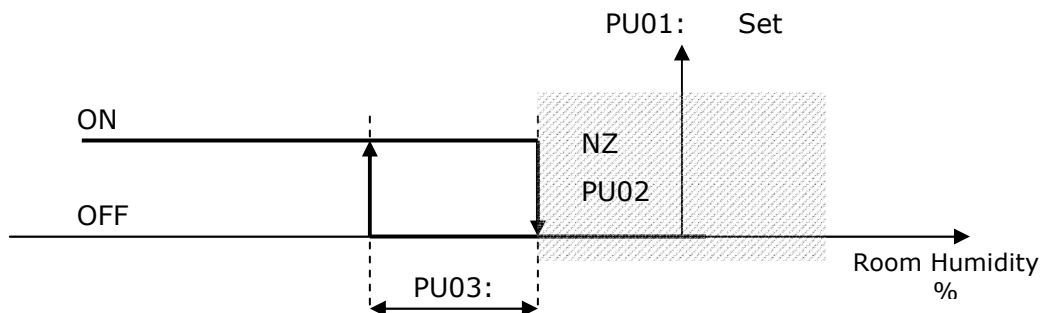 PU01: Set
ON
NZ
PU02
OFF
Room Humidity
%
PU03: